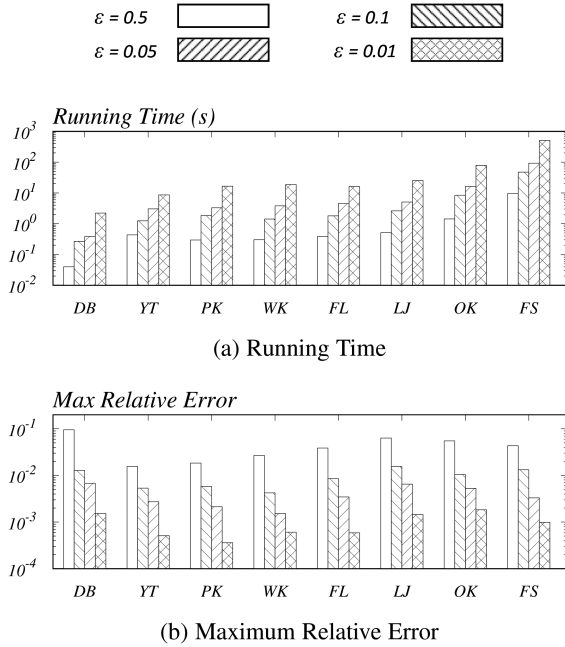 ε = 0.5 ε = 0.1
ε = 0.05 ε = 0.01
Running Time (s)
10^3
10^2
10^1
10^0
10^-1
10^-2
DB YT PK WK FL LJ OK FS
(a) Running Time
Max Relative Error
10^-1
10^-2
10^-3
10^-4
DB YT PK WK FL LJ OK FS
(b) Maximum Relative Error